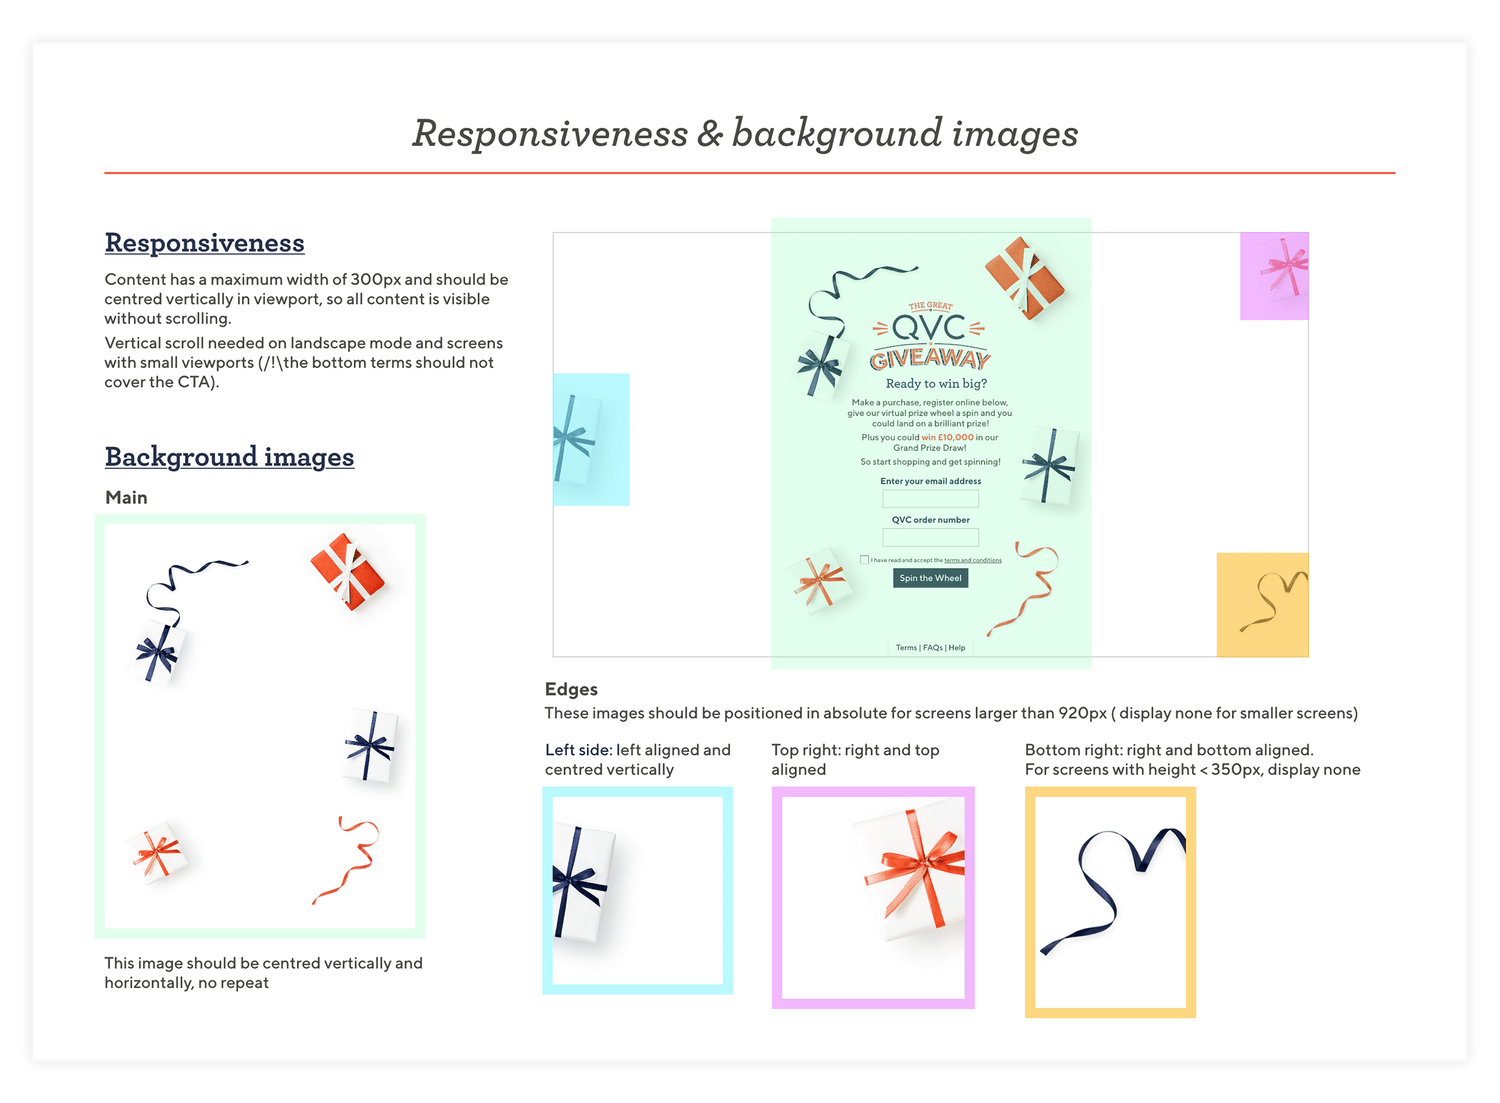 Responsiveness & background images
Responsiveness
Content has a maximum width of 300px and should be
centred vertically in viewport, so all content is visible
without scrolling.
Vertical scroll needed on landscape mode and screens
with small viewports (/!\the bottom terms should not
cover the CTA).
Background images
Main
This image should be centred vertically and
horizontally, no repeat
THE GREAT
QVC
GIVEAWAY
Ready to win big?
Make a purchase, register online below,
give our virtual prize wheel a spin and you
could land on a brilliant prize!
Plus you could win £10,000 in our
Grand Prize Draw!
So start shopping and get spinning!
Enter your email address
QVC order number
I have read and accept the terms and conditions
Spin the Wheel
Terms | FAQs | Help
Edges
These images should be positioned in absolute for screens larger than 920px ( display none for smaller screens)
Left side: left aligned and
centred vertically
Top right: right and top
aligned
Bottom right: right and bottom aligned.
For screens with height < 350px, display none